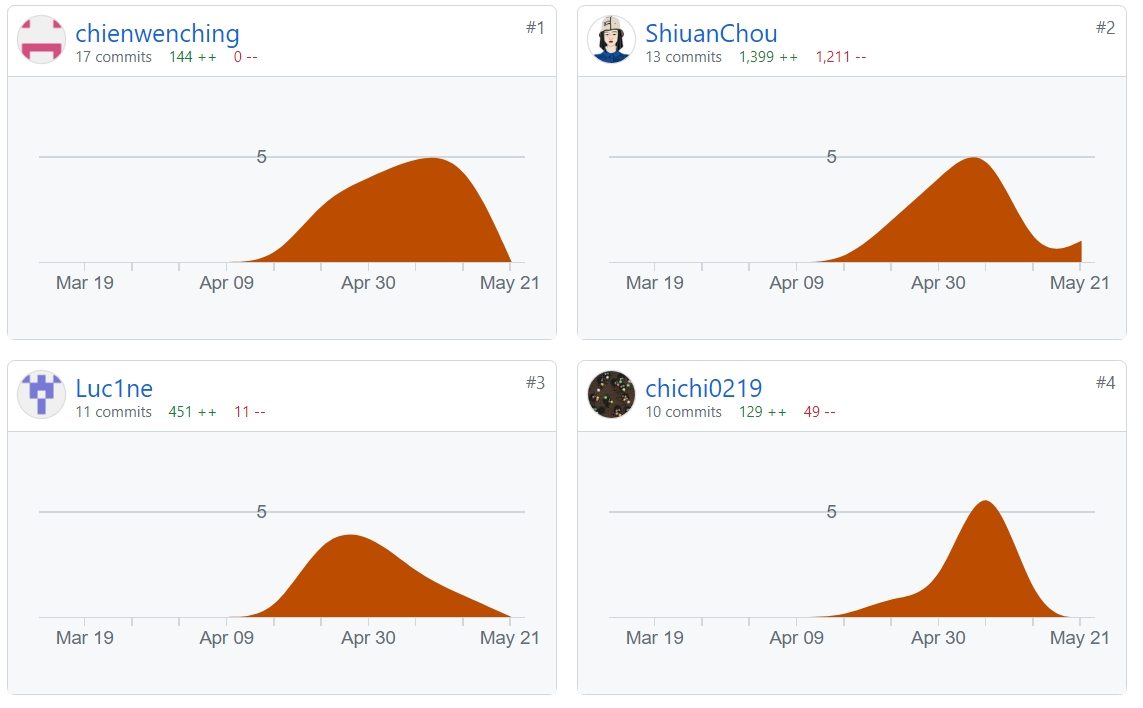 chienwenching
#1
17 commits 144 ++ 0 --
5
Mar 19 Apr 09 Apr 30 May 21
ShiuanChou
#2
13 commits 1,399 ++ 1,211 --
5
Mar 19 Apr 09 Apr 30 May 21
Luc1ne
#3
11 commits 451 ++ 11 --
5
Mar 19 Apr 09 Apr 30 May 21
chichi0219
#4
10 commits 129 ++ 49 --
5
Mar 19 Apr 09 Apr 30 May 21